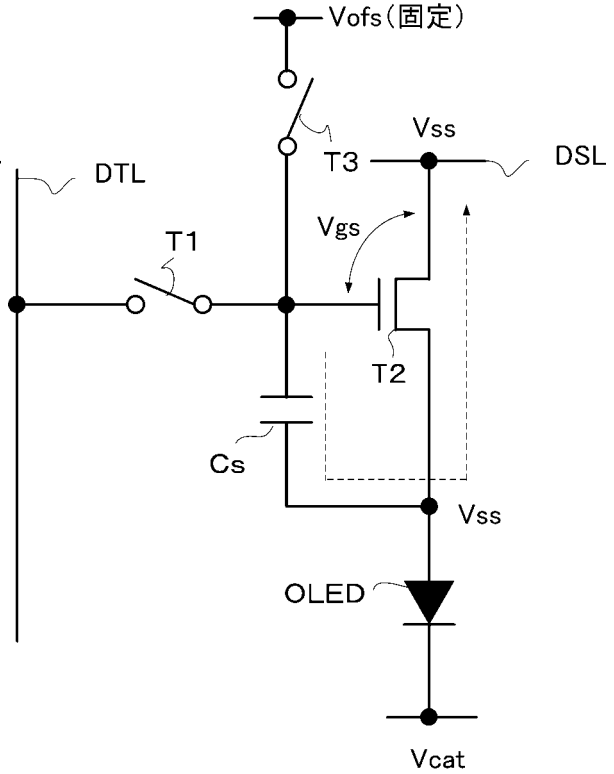 Vofs(固定)
Vss
T3
DSL
DTL
Vgs
T1
T2
Cs
Vss
OLED
Vcat